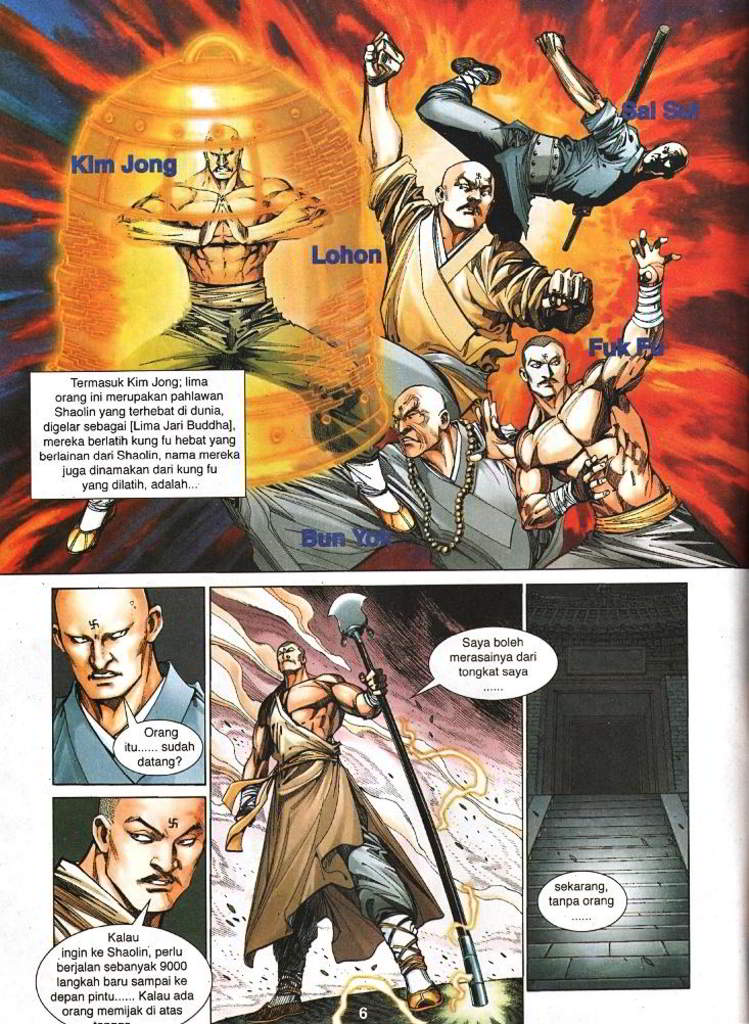 Sai Sui
Kim Jong
Lohon
Fuk Fu
Termasuk Kim Jong; lima
orang ini merupakan pahlawan
Shaolin yang terhebat di dunia,
digelar sebagai [Lima Jari Buddha],
mereka berlatih kung fu hebat yang
berlainan dari Shaolin, nama mereka
juga dinamakan dari kung fu
yang dilatih, adalah...
Bun Yok
卐
Orang
itu...... sudah
datang?
Saya boleh
merasainya dari
tongkat saya
......
sekarang,
tanpa orang
......
卐
Kalau
ingin ke Shaolin, perlu
berjalan sebanyak 9000
langkah baru sampai ke
depan pintu...... Kalau ada
orang memijak di atas
6